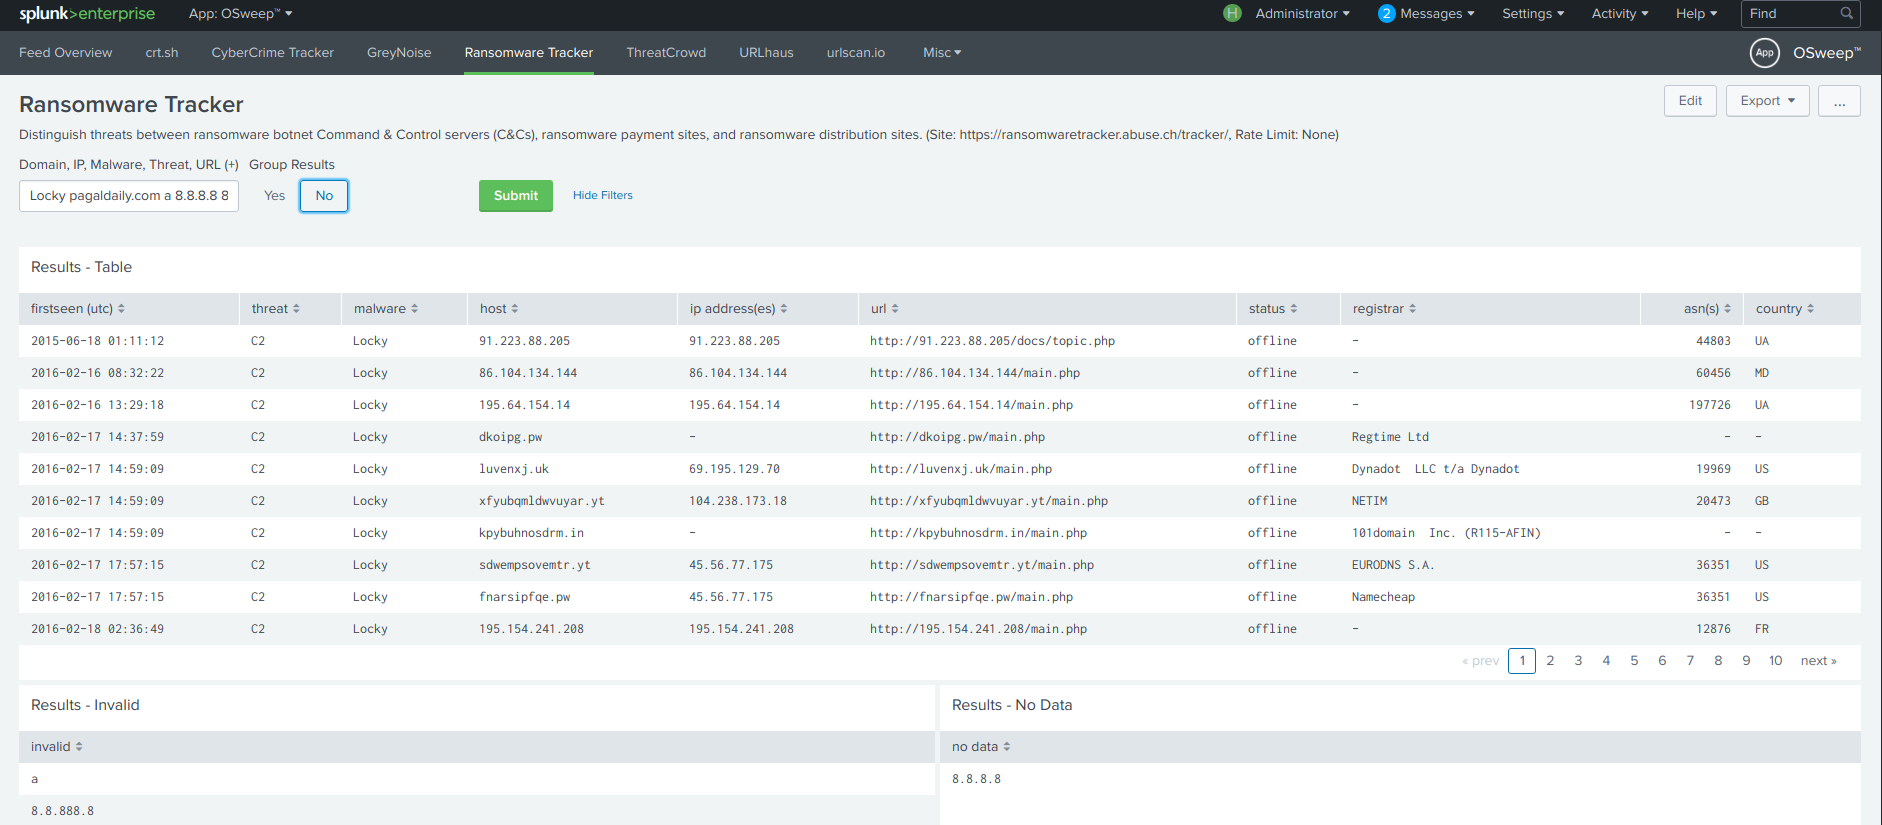 splunk>enterprise App: OSweep™ H Administrator 2 Messages Settings Activity Help Find
Feed Overview crt.sh CyberCrime Tracker GreyNoise Ransomware Tracker ThreatCrowd URLhaus urlscan.io Misc App OSweep™
Ransomware Tracker Edit Export ...
Distinguish threats between ransomware botnet Command & Control servers (C&Cs), ransomware payment sites, and ransomware distribution sites. (Site: https://ransomwaretracker.abuse.ch/tracker/, Rate Limit: None)
Domain, IP, Malware, Threat, URL (+) Group Results
Locky pagaldaily.com a 8.8.8.8 8 Yes No Submit Hide Filters
Results - Table
firstseen (utc) threat malware host ip address(es) url status registrar asn(s) country
2015-06-18 01:11:12 C2 Locky 91.223.88.205 91.223.88.205 http://91.223.88.205/docs/topic.php offline - 44803 UA
2016-02-16 08:32:22 C2 Locky 86.104.134.144 86.104.134.144 http://86.104.134.144/main.php offline - 60456 MD
2016-02-16 13:29:18 C2 Locky 195.64.154.14 195.64.154.14 http://195.64.154.14/main.php offline - 197726 UA
2016-02-17 14:37:59 C2 Locky dkoipg.pw - http://dkoipg.pw/main.php offline Regtime Ltd - -
2016-02-17 14:59:09 C2 Locky luvenxj.uk 69.195.129.70 http://luvenxj.uk/main.php offline Dynadot  LLC t/a Dynadot 19969 US
2016-02-17 14:59:09 C2 Locky xfyubqmldwvuyar.yt 104.238.173.18 http://xfyubqmldwvuyar.yt/main.php offline NETIM 20473 GB
2016-02-17 14:59:09 C2 Locky kpybuhnosdrm.in - http://kpybuhnosdrm.in/main.php offline 101domain  Inc. (R115-AFIN) - -
2016-02-17 17:57:15 C2 Locky sdwempsovemtr.yt 45.56.77.175 http://sdwempsovemtr.yt/main.php offline EURODNS S.A. 36351 US
2016-02-17 17:57:15 C2 Locky fnarsipfqe.pw 45.56.77.175 http://fnarsipfqe.pw/main.php offline Namecheap 36351 US
2016-02-18 02:36:49 C2 Locky 195.154.241.208 195.154.241.208 http://195.154.241.208/main.php offline - 12876 FR
« prev 1 2 3 4 5 6 7 8 9 10 next »
Results - Invalid Results - No Data
invalid no data
a 8.8.8.8
8.8.888.8